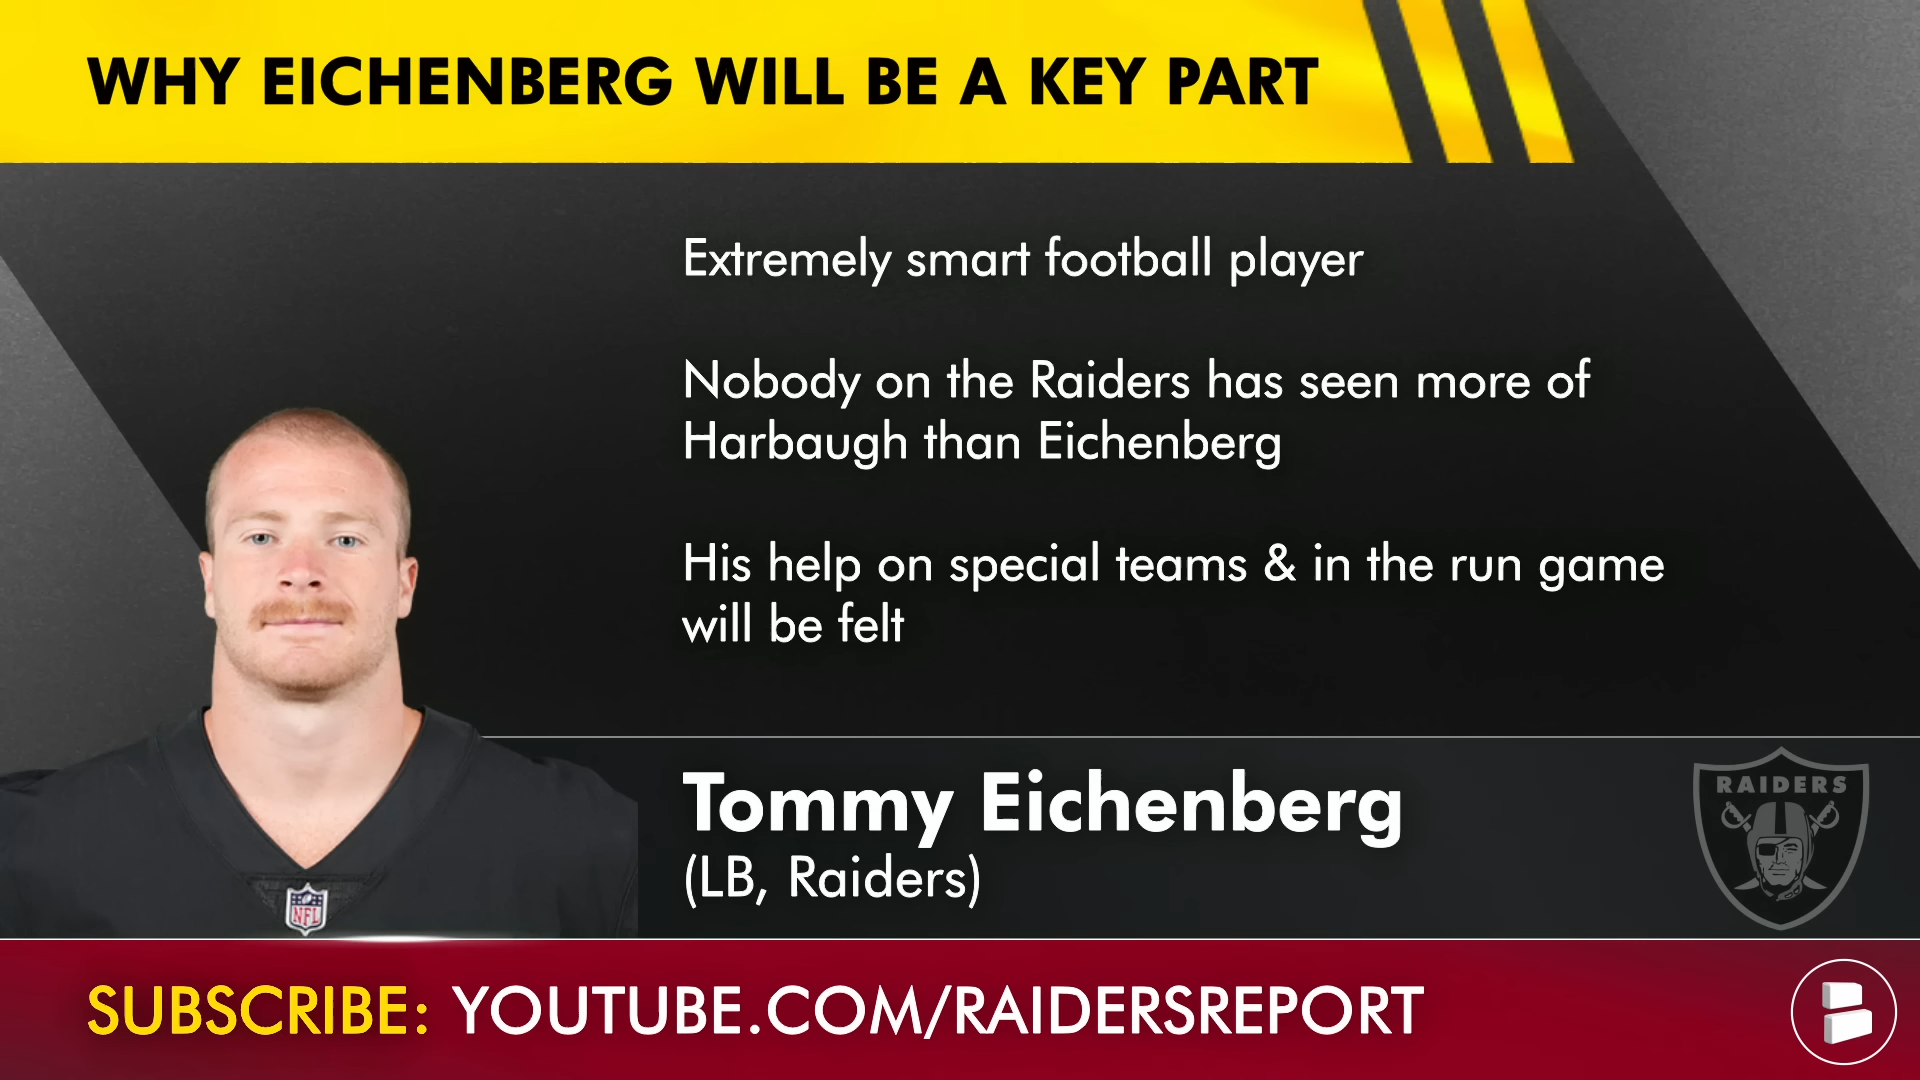 WHY EICHENBERG WILL BE A KEY PART
Extremely smart football player
Nobody on the Raiders has seen more of
Harbaugh than Eichenberg
His help on special teams & in the run game
will be felt
Tommy Eichenberg
(LB, Raiders)
RAIDERS
NFL
SUBSCRIBE: YOUTUBE.COM/RAIDERSREPORT